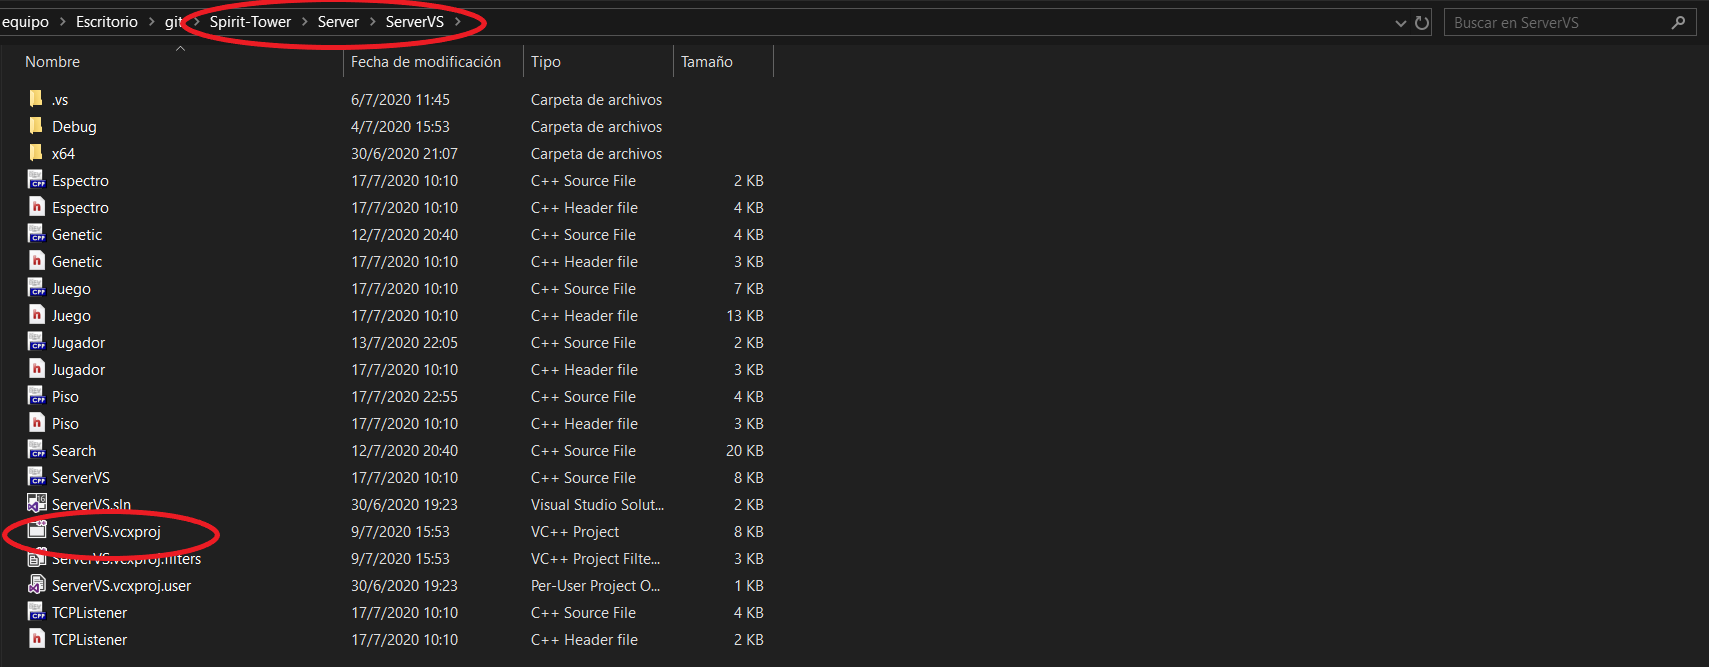 equipo > Escritorio > git > Spirit-Tower > Server > ServerVS >
Buscar en ServerVS
Nombre Fecha de modificación Tipo Tamaño
.vs 6/7/2020 11:45 Carpeta de archivos
Debug 4/7/2020 15:53 Carpeta de archivos
x64 30/6/2020 21:07 Carpeta de archivos
Espectro 17/7/2020 10:10 C++ Source File 2 KB
Espectro 17/7/2020 10:10 C++ Header file 4 KB
Genetic 12/7/2020 20:40 C++ Source File 4 KB
Genetic 17/7/2020 10:10 C++ Header file 3 KB
Juego 17/7/2020 10:10 C++ Source File 7 KB
Juego 17/7/2020 10:10 C++ Header file 13 KB
Jugador 13/7/2020 22:05 C++ Source File 2 KB
Jugador 17/7/2020 10:10 C++ Header file 3 KB
Piso 17/7/2020 22:55 C++ Source File 4 KB
Piso 17/7/2020 10:10 C++ Header file 3 KB
Search 12/7/2020 20:40 C++ Source File 20 KB
ServerVS 17/7/2020 10:10 C++ Source File 8 KB
ServerVS.sln 30/6/2020 19:23 Visual Studio Solut... 2 KB
ServerVS.vcxproj 9/7/2020 15:53 VC++ Project 8 KB
ServerVS.vcxproj.filters 9/7/2020 15:53 VC++ Project Filte... 3 KB
ServerVS.vcxproj.user 30/6/2020 19:23 Per-User Project O... 1 KB
TCPListener 17/7/2020 10:10 C++ Source File 4 KB
TCPListener 17/7/2020 10:10 C++ Header file 2 KB